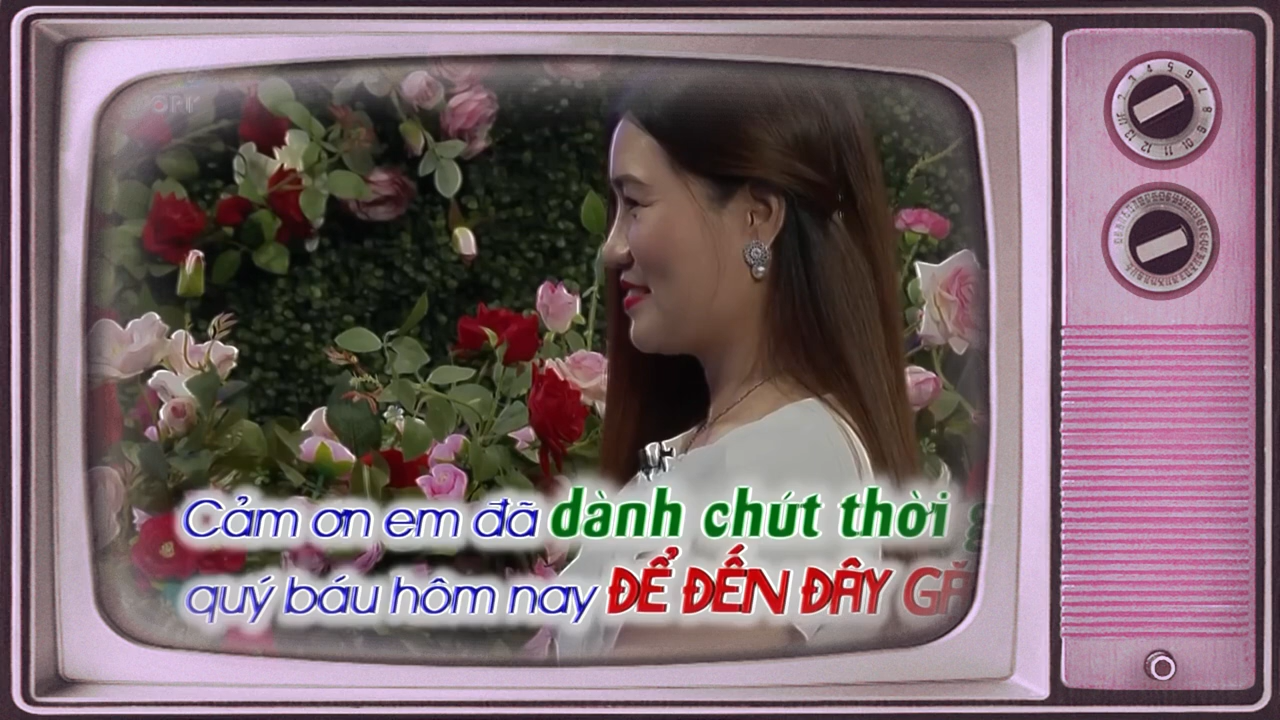 Cảm ơn em đã dành chút thời
quý báu hôm nay ĐỂ ĐẾN ĐÂY